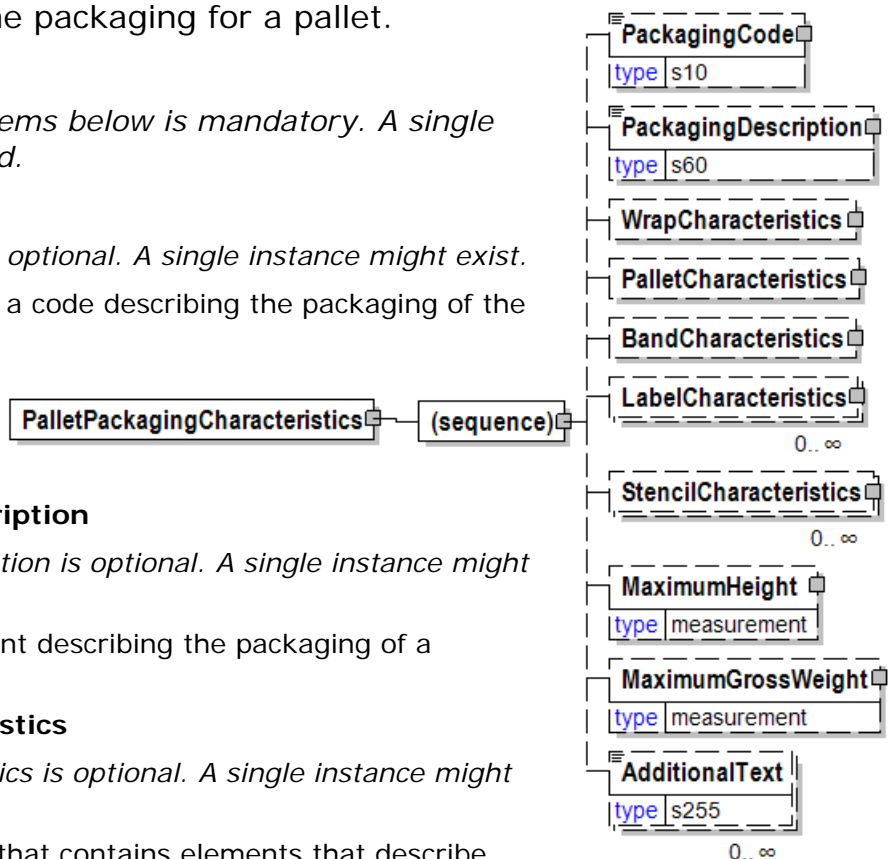 he packaging for a pallet.
ems below is mandatory. A single
d.
optional. A single instance might exist.
a code describing the packaging of the
ription
tion is optional. A single instance might
nt describing the packaging of a
stics
ics is optional. A single instance might
that contains elements that describe
PalletPackagingCharacteristics
(sequence)
PackagingCode
type s10
PackagingDescription
type s60
WrapCharacteristics
PalletCharacteristics
BandCharacteristics
LabelCharacteristics
0.. ∞
StencilCharacteristics
0.. ∞
MaximumHeight
type measurement
MaximumGrossWeight
type measurement
AdditionalText
type s255
0.. ∞